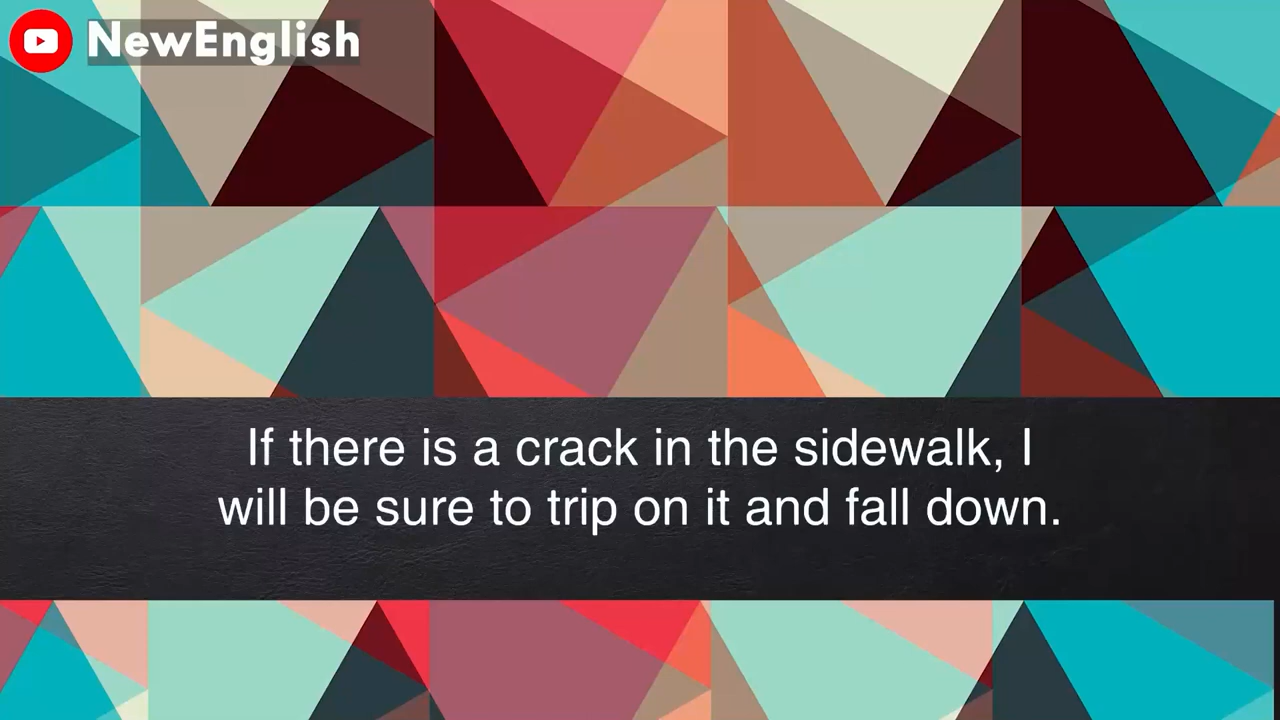 NewEnglish
If there is a crack in the sidewalk, I
will be sure to trip on it and fall down.